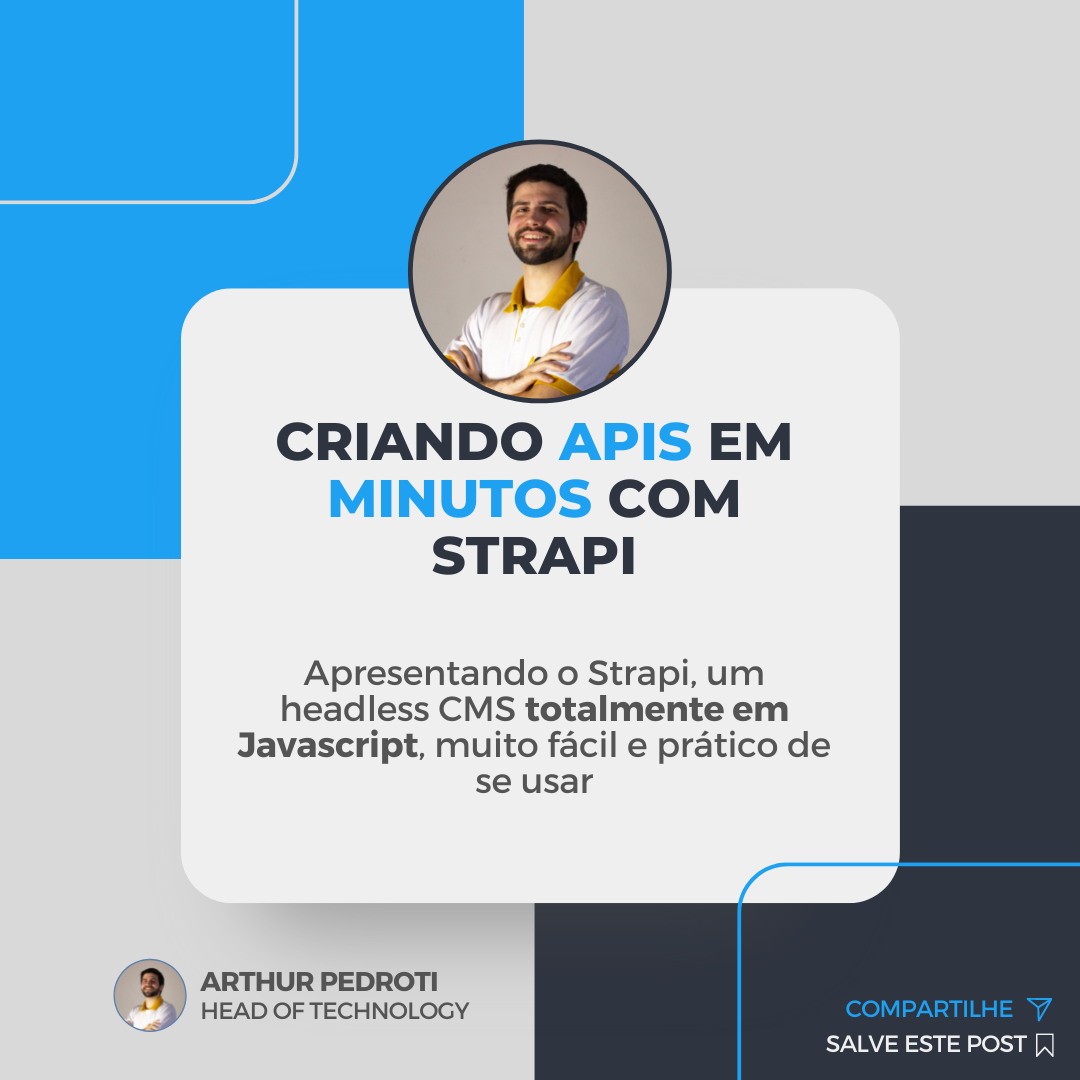 CRIANDO APIS EM
MINUTOS COM
STRAPI
Apresentando o Strapi, um
headless CMS totalmente em
Javascript, muito fácil e prático de
se usar
ARTHUR PEDROTI
HEAD OF TECHNOLOGY
COMPARTILHE
SALVE ESTE POST